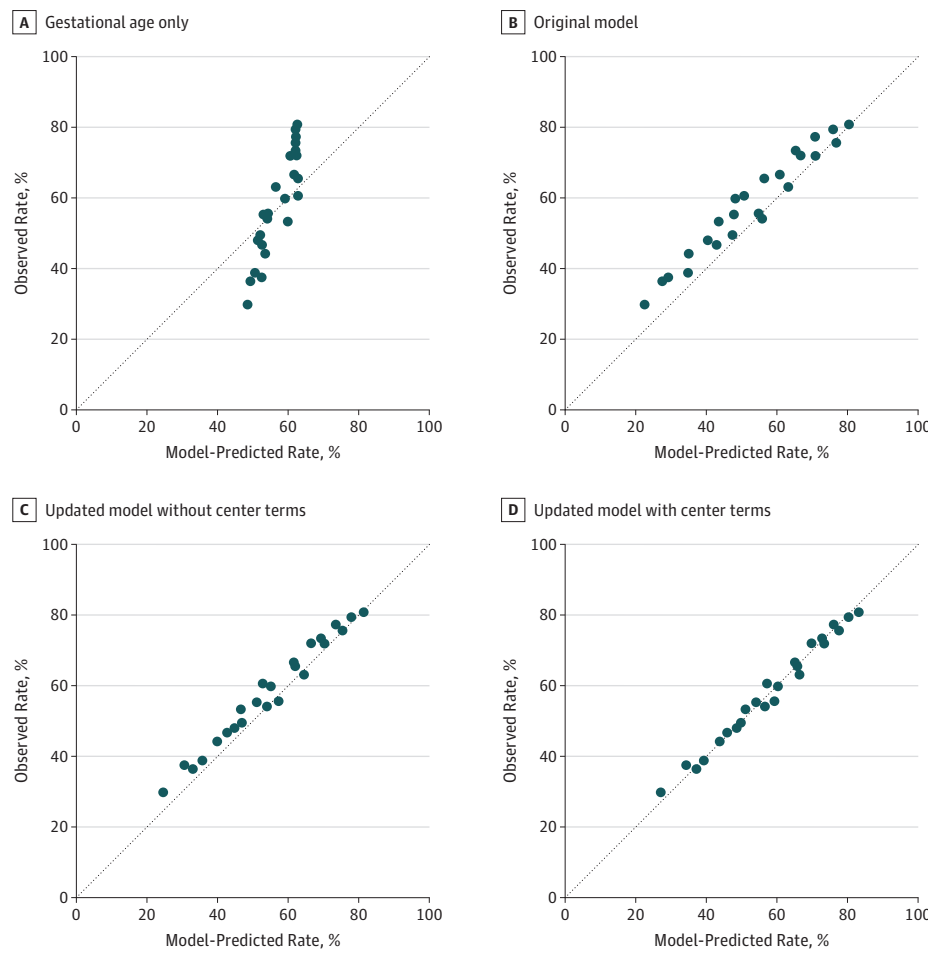 A Gestational age only
100
80
60
40
20
0
Observed Rate, %
0 20 40 60 80 100
Model-Predicted Rate, %
B Original model
100
80
60
40
20
0
Observed Rate, %
0 20 40 60 80 100
Model-Predicted Rate, %
C Updated model without center terms
100
80
60
40
20
0
Observed Rate, %
0 20 40 60 80 100
Model-Predicted Rate, %
D Updated model with center terms
100
80
60
40
20
0
Observed Rate, %
0 20 40 60 80 100
Model-Predicted Rate, %